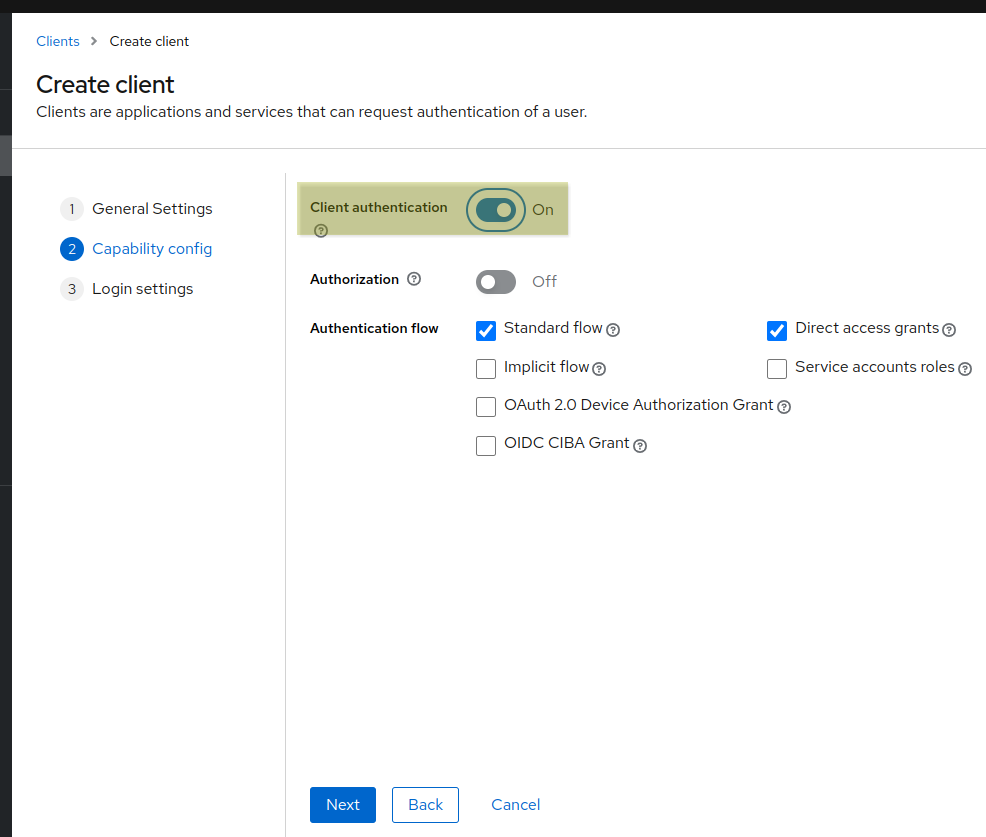 Clients > Create client
Create client
Clients are applications and services that can request authentication of a user.
1 General Settings
2 Capability config
3 Login settings
Client authentication ? On
Authorization ? Off
Authentication flow
Standard flow ? Direct access grants ?
Implicit flow ? Service accounts roles ?
OAuth 2.0 Device Authorization Grant ?
OIDC CIBA Grant ?
Next Back Cancel